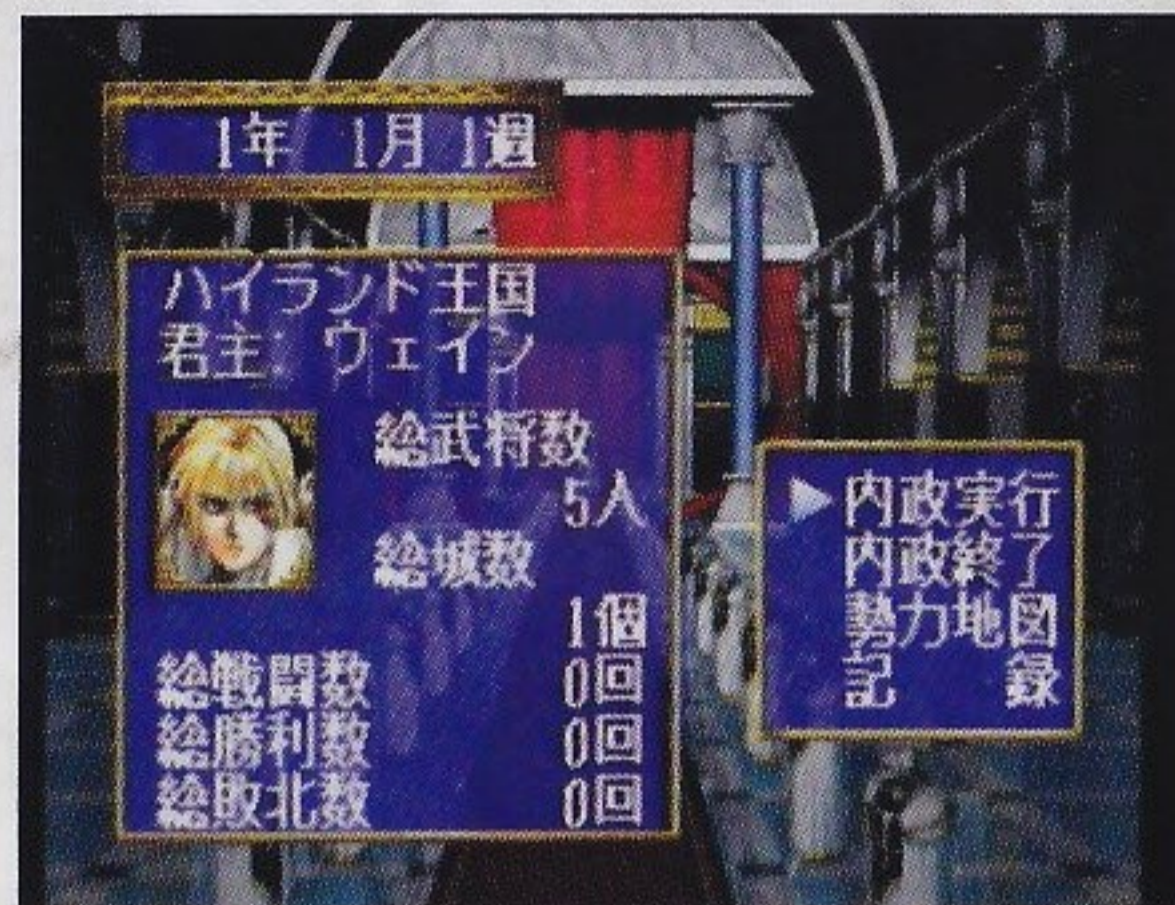 1年 1月 1週
ハイランド王国
君主：ウェイン
総武将数
5人
総城数
1個
総戦闘数 0回
総勝利数 0回
総敗北数 0回
▶内政実行
内政終了
勢力地図
記 録